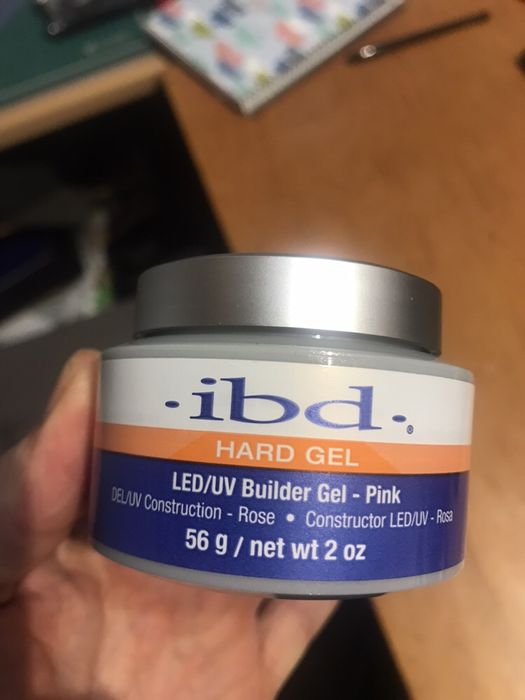 ibd
HARD GEL
LED/UV Builder Gel - Pink
DEL/UV Construction - Rose • Constructor LED/UV - Rosa
56 g / net wt 2 oz